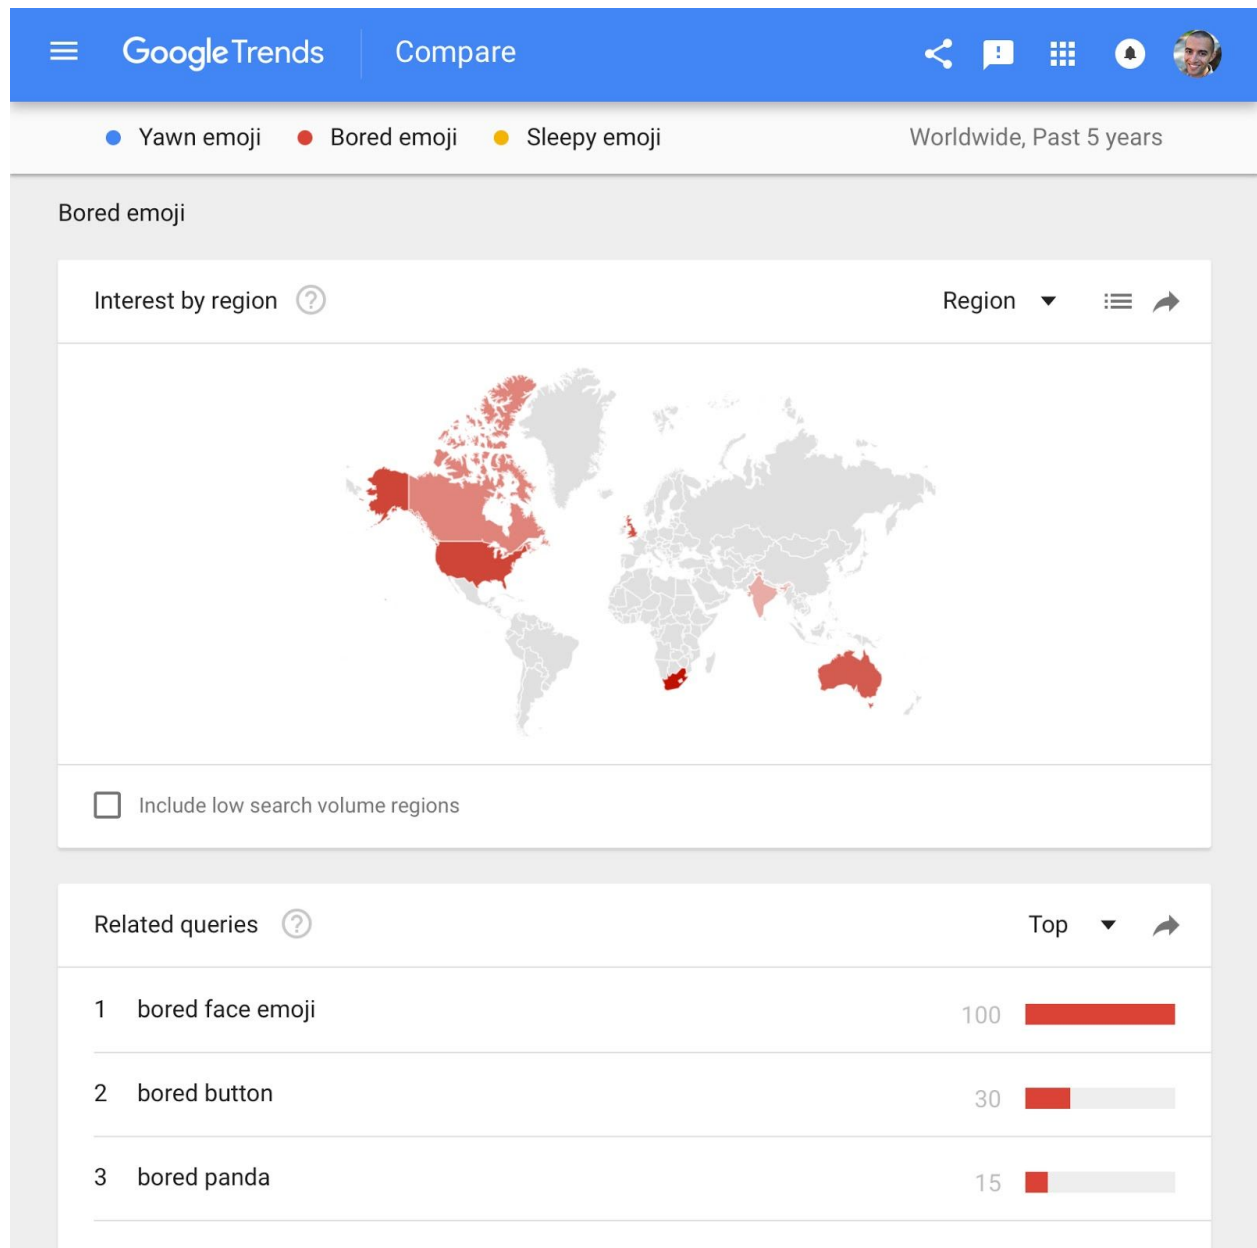 Google Trends Compare
Yawn emoji Bored emoji Sleepy emoji Worldwide, Past 5 years
Bored emoji
Interest by region ? Region
Include low search volume regions
Related queries ? Top
1 bored face emoji 100
2 bored button 30
3 bored panda 15